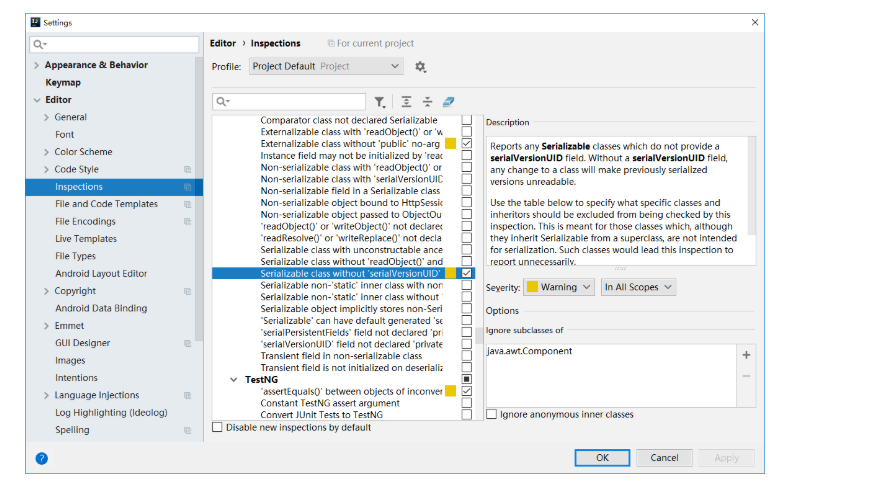 Settings
Appearance & Behavior
Keymap
Editor
General
Font
Color Scheme
Code Style
Inspections
File and Code Templates
File Encodings
Live Templates
File Types
Android Layout Editor
Copyright
Android Data Binding
Emmet
GUI Designer
Images
Intentions
Language Injections
Log Highlighting (Ideolog)
Spelling
Editor › Inspections
For current project
Profile: Project Default Project
Comparator class not declared Serializable
Externalizable class with 'readObject()' or 'w
Externalizable class without 'public' no-arg
Instance field may not be initialized by 'reac
Non-serializable class with 'readObject()' or
Non-serializable class with 'serialVersionUID
Non-serializable field in a Serializable class
Non-serializable object bound to HttpSessic
Non-serializable object passed to ObjectOut
'readObject()' or 'writeObject()' not declarec
'readResolve()' or 'writeReplace()' not decla
Serializable class with unconstructable ance
Serializable class without 'readObject()' and
Serializable class without 'serialVersionUID'
Serializable non-'static' inner class with non
Serializable non-'static' inner class without '
Serializable object implicitly stores non-Seri
'Serializable' can have default generated 'se
'serialPersistentFields' field not declared 'pri
'serialVersionUID' field not declared 'private
Transient field in non-serializable class
Transient field is not initialized on deserializ
TestNG
'assertEquals()' between objects of inconver
Constant TestNG assert argument
Convert JUnit Tests to TestNG
Disable new inspections by default
Description
Reports any Serializable classes which do not provide a
serialVersionUID field. Without a serialVersionUID field,
any change to a class will make previously serialized
versions unreadable.
Use the table below to specify what specific classes and
inheritors should be excluded from being checked by this
inspection. This is meant for those classes which, although
they inherit Serializable from a superclass, are not intended
for serialization. Such classes would lead this inspection to
report unnecessarily.
Severity: Warning In All Scopes
Options
Ignore subclasses of
java.awt.Component
Ignore anonymous inner classes
? OK Cancel Apply